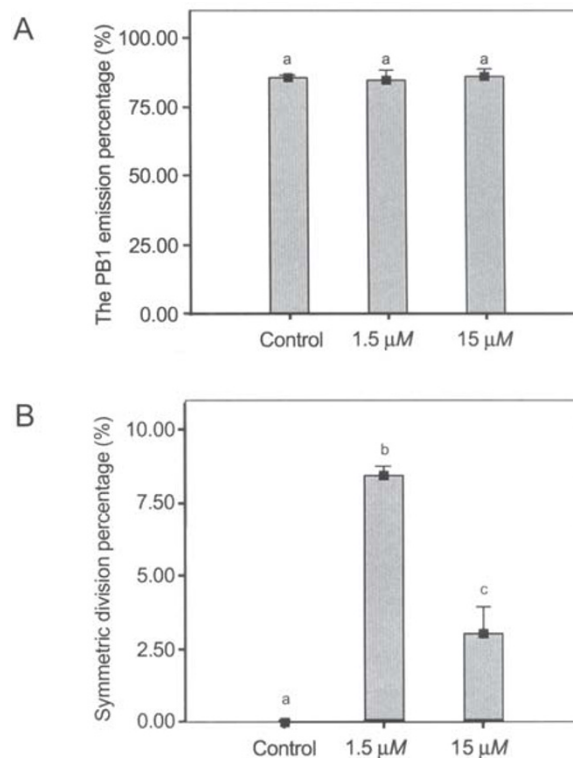 A
The PB1 emission percentage (%)
100.00
75.00
50.00
25.00
0.00
a
a
a
Control
1.5 μM
15 μM
B
Symmetric division percentage (%)
10.00
7.50
5.00
2.50
0.00
a
b
c
Control
1.5 μM
15 μM